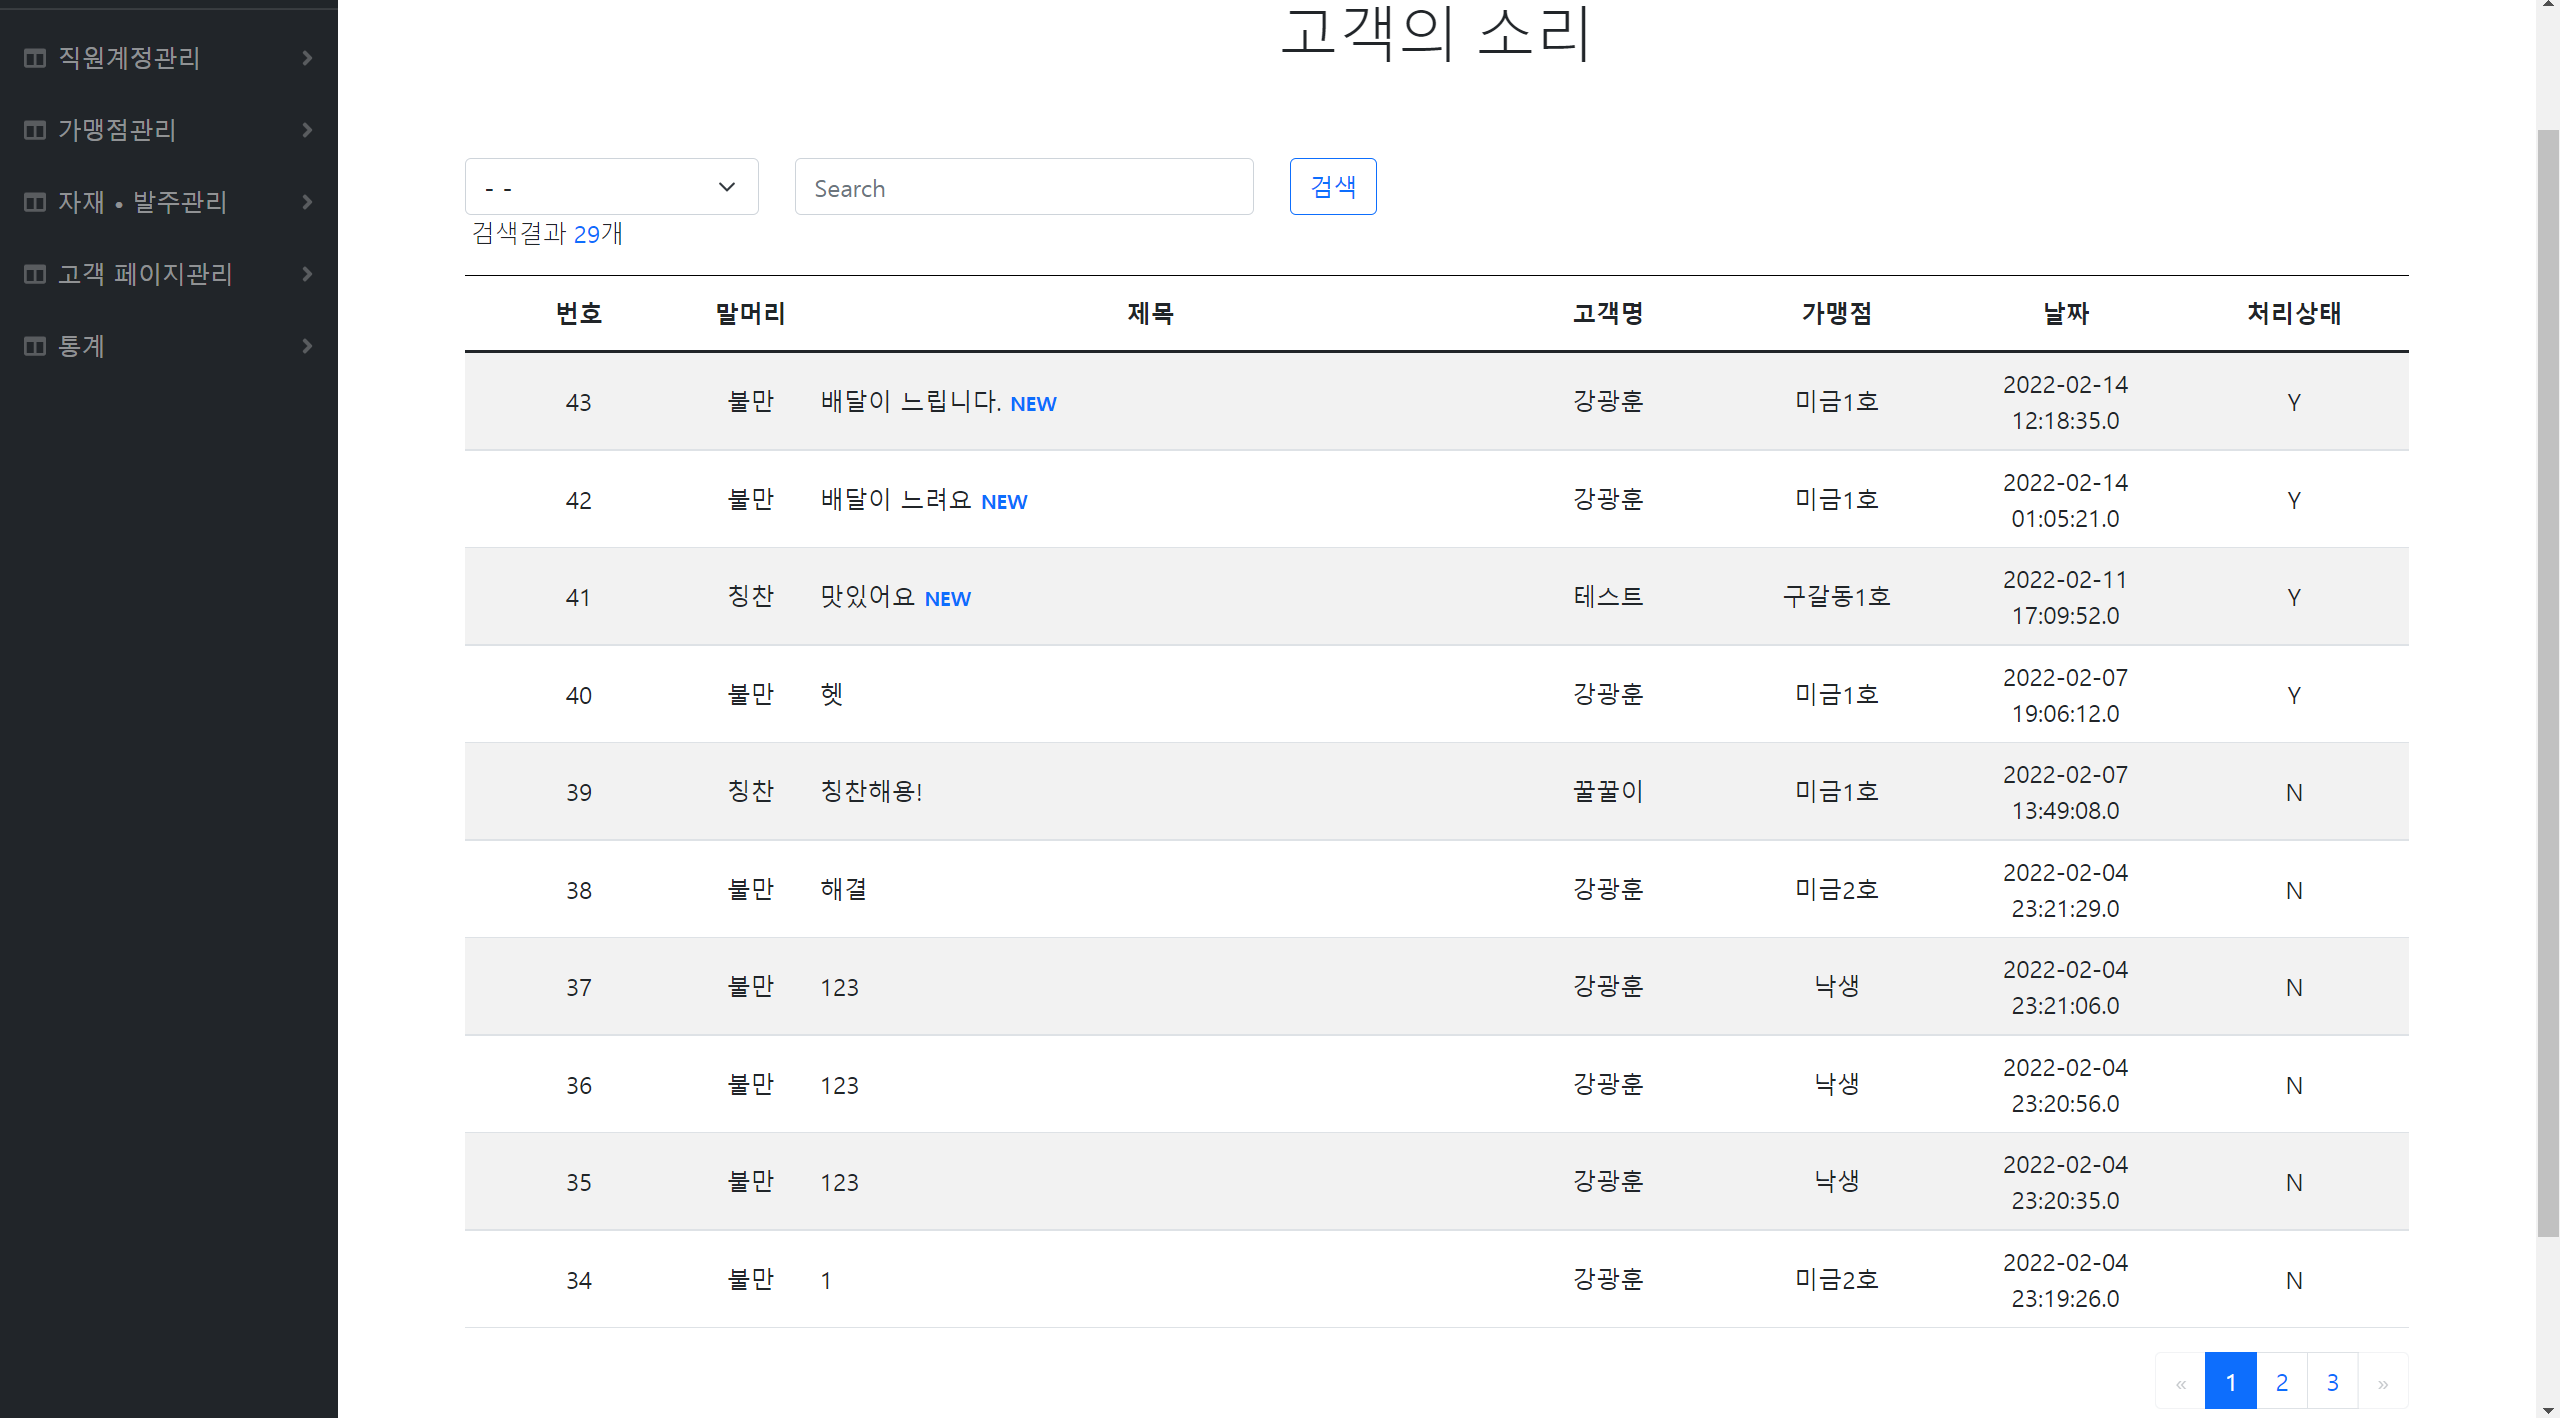 고객의 소리
직원계정관리
가맹점관리
자재 • 발주관리
고객 페이지관리
통계
- -
Search
검색
검색결과 29개
번호 말머리 제목 고객명 가맹점 날짜 처리상태
43 불만 배달이 느립니다. NEW 강광훈 미금1호 2022-02-14 12:18:35.0 Y
42 불만 배달이 느려요 NEW 강광훈 미금1호 2022-02-14 01:05:21.0 Y
41 칭찬 맛있어요 NEW 테스트 구갈동1호 2022-02-11 17:09:52.0 Y
40 불만 헷 강광훈 미금1호 2022-02-07 19:06:12.0 Y
39 칭찬 칭찬해용! 꿀꿀이 미금1호 2022-02-07 13:49:08.0 N
38 불만 해결 강광훈 미금2호 2022-02-04 23:21:29.0 N
37 불만 123 강광훈 낙생 2022-02-04 23:21:06.0 N
36 불만 123 강광훈 낙생 2022-02-04 23:20:56.0 N
35 불만 123 강광훈 낙생 2022-02-04 23:20:35.0 N
34 불만 1 강광훈 미금2호 2022-02-04 23:19:26.0 N
« 1 2 3 »